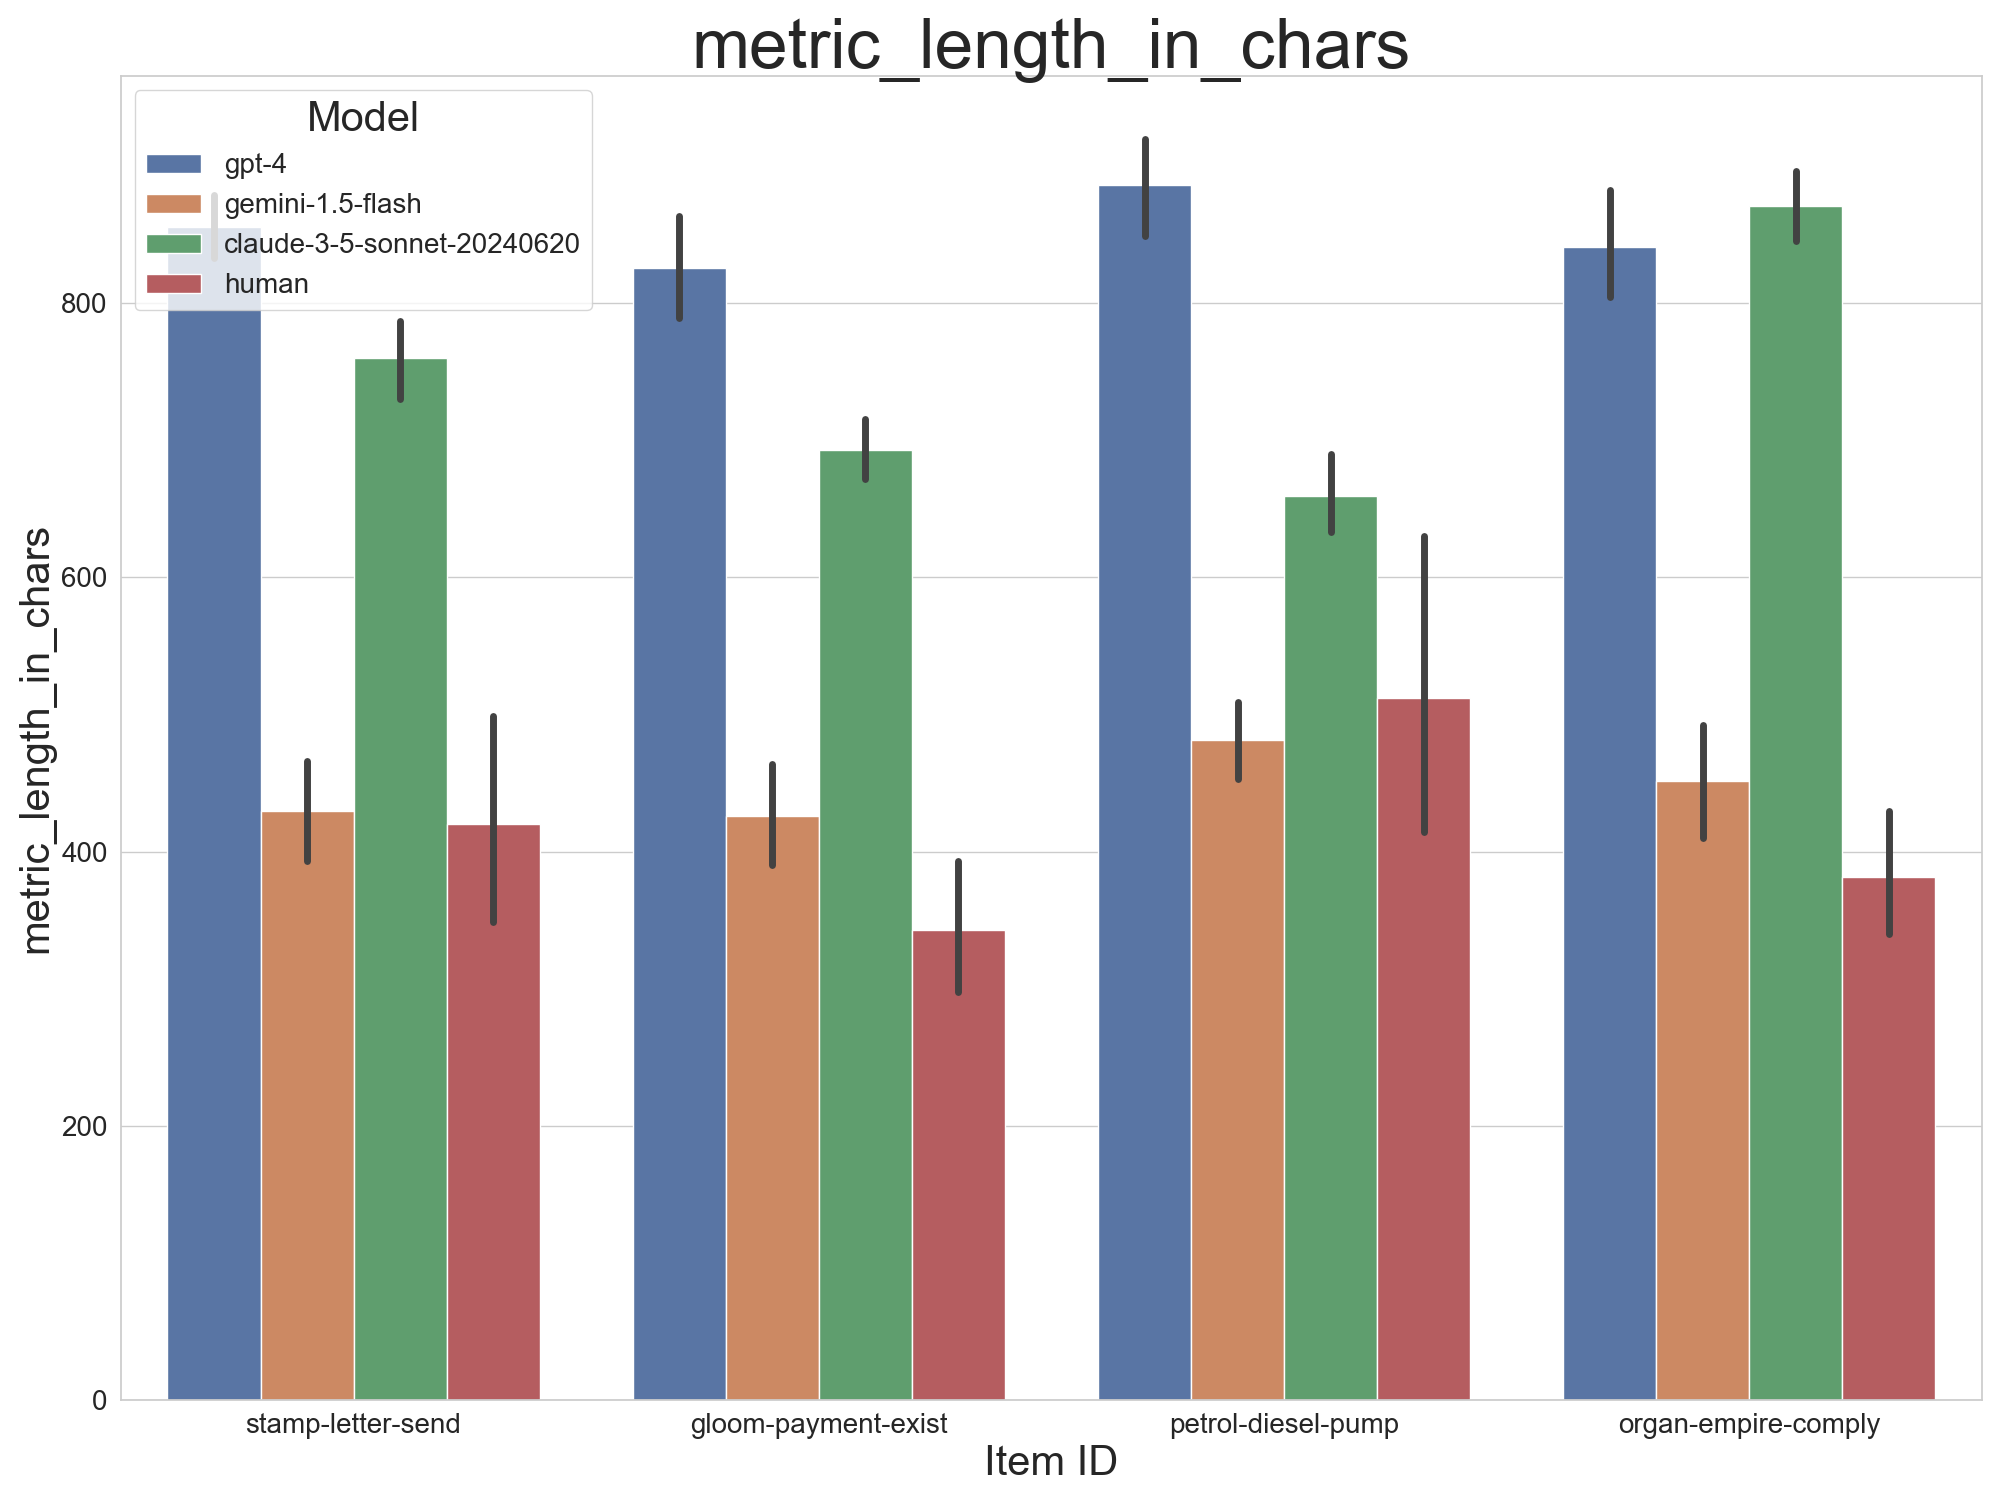 metric_length_in_chars
Model
gpt-4
gemini-1.5-flash
claude-3-5-sonnet-20240620
human
metric_length_in_chars
800
600
400
200
0
stamp-letter-send
gloom-payment-exist
petrol-diesel-pump
organ-empire-comply
Item ID